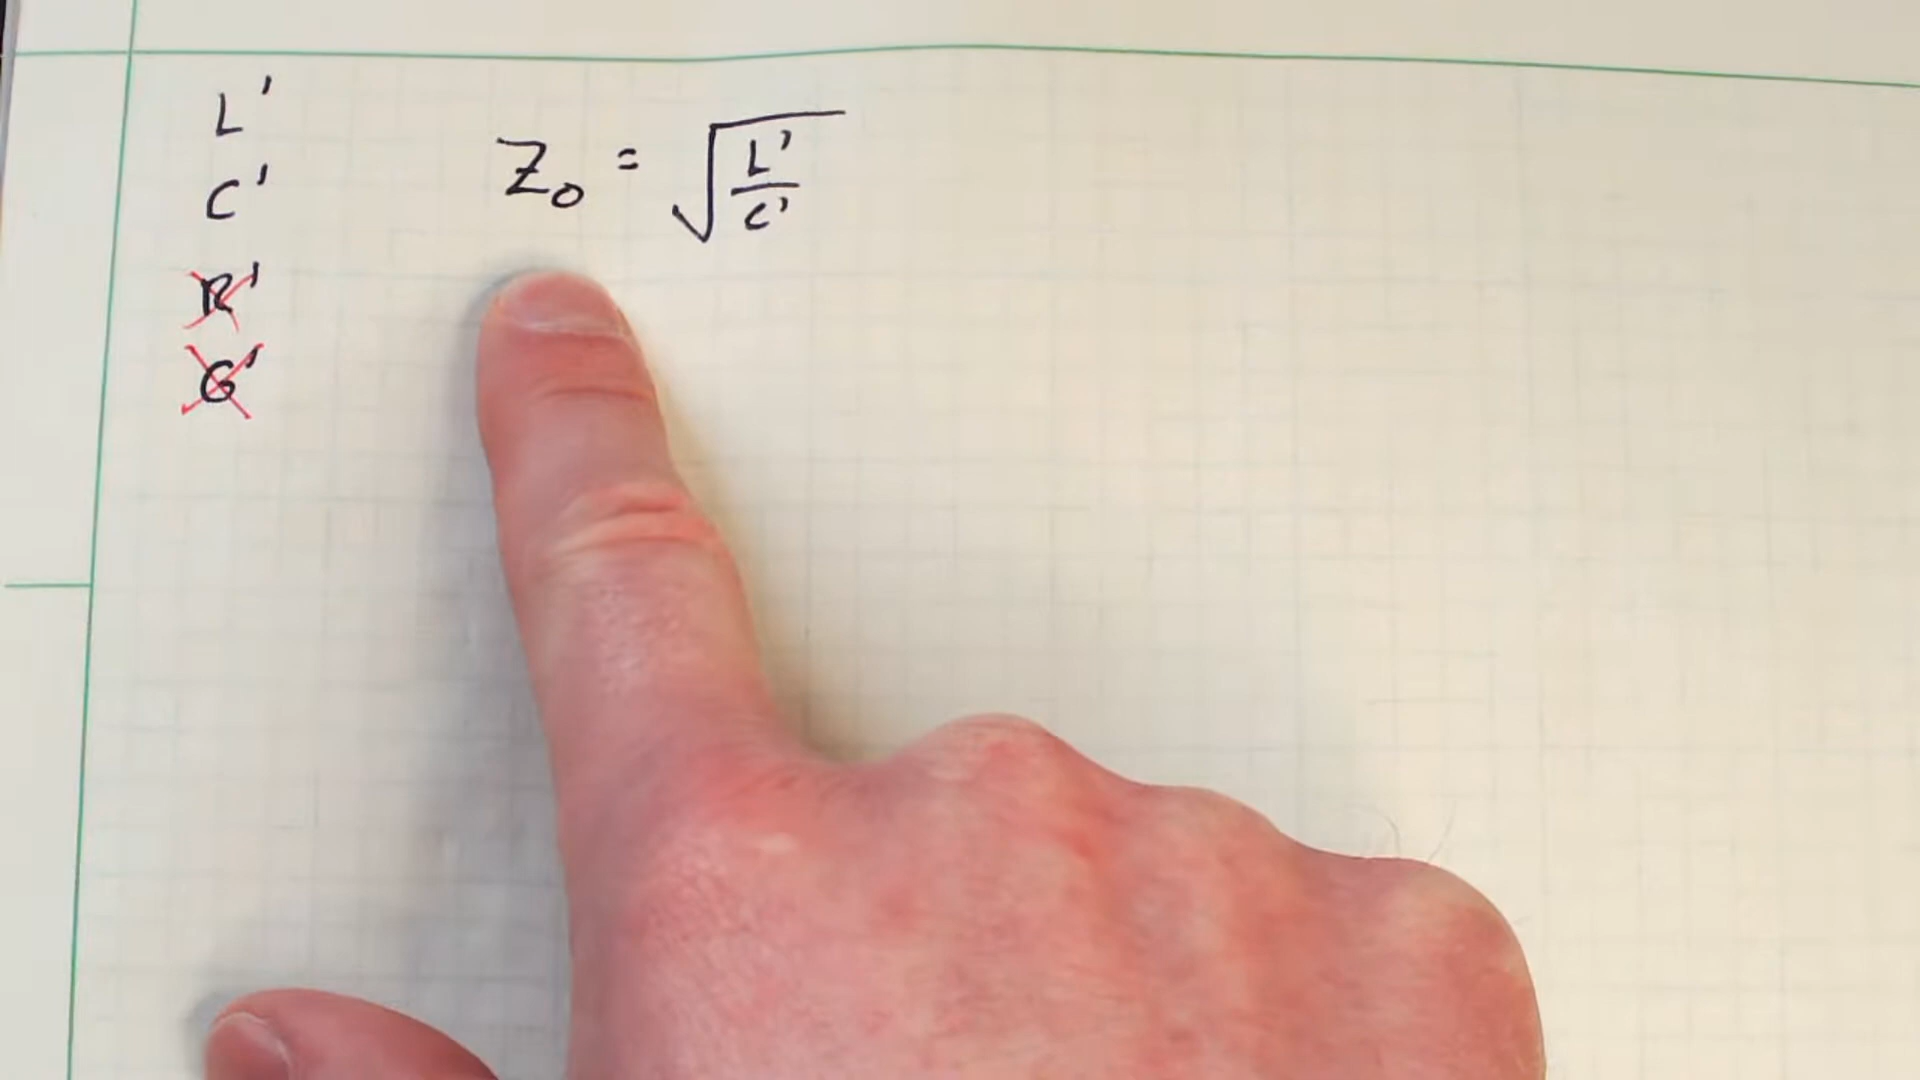 L'
C'
R'
G'
Z₀ = √(L'/C')